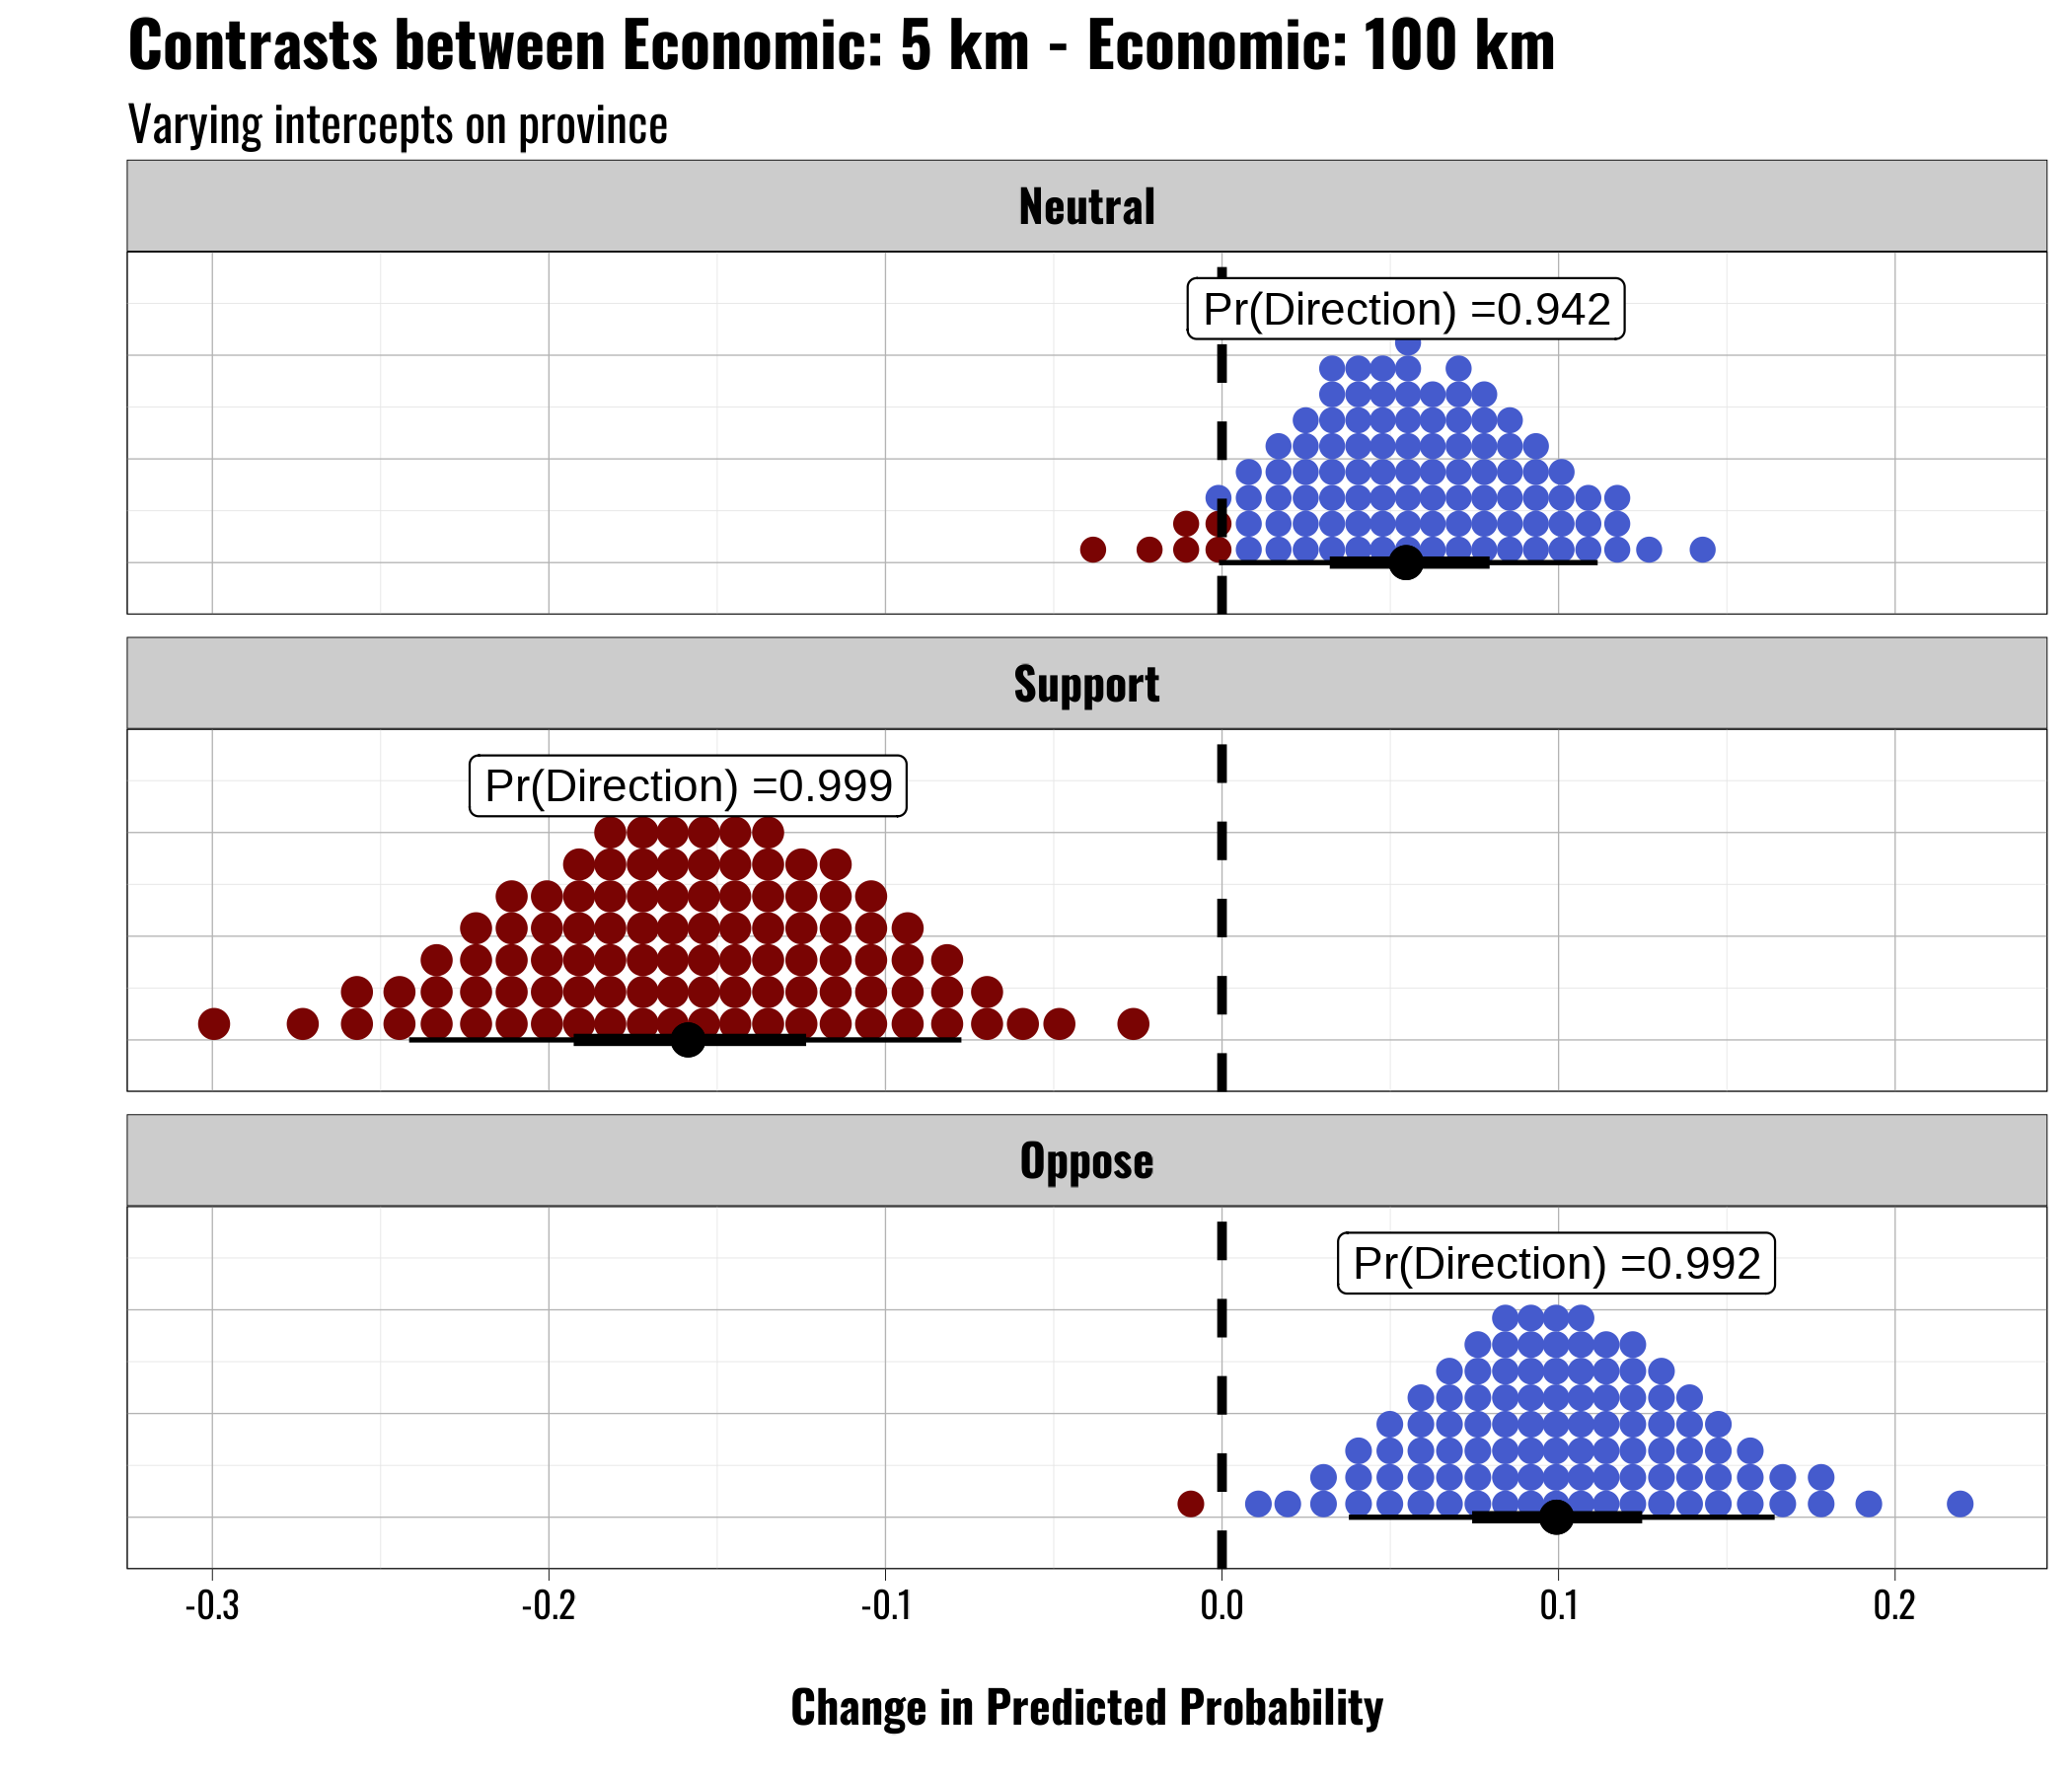 Contrasts between Economic: 5 km - Economic: 100 km
Varying intercepts on province
Neutral
Pr(Direction) =0.942
Support
Pr(Direction) =0.999
Oppose
Pr(Direction) =0.992
-0.3 -0.2 -0.1 0.0 0.1 0.2
Change in Predicted Probability